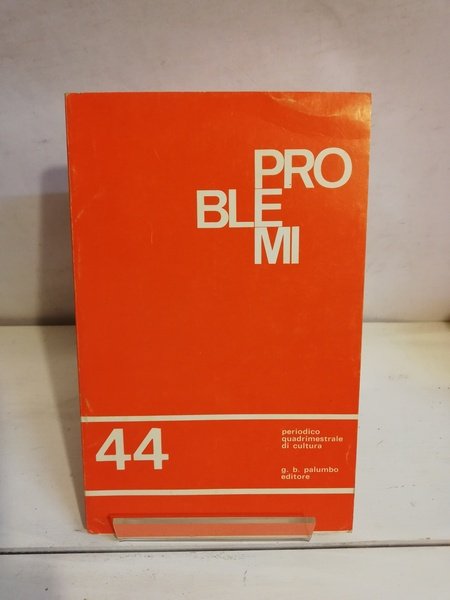 PRO
BLE
MI
44
periodico
quadrimestrale
di cultura
g. b. palumbo
editore